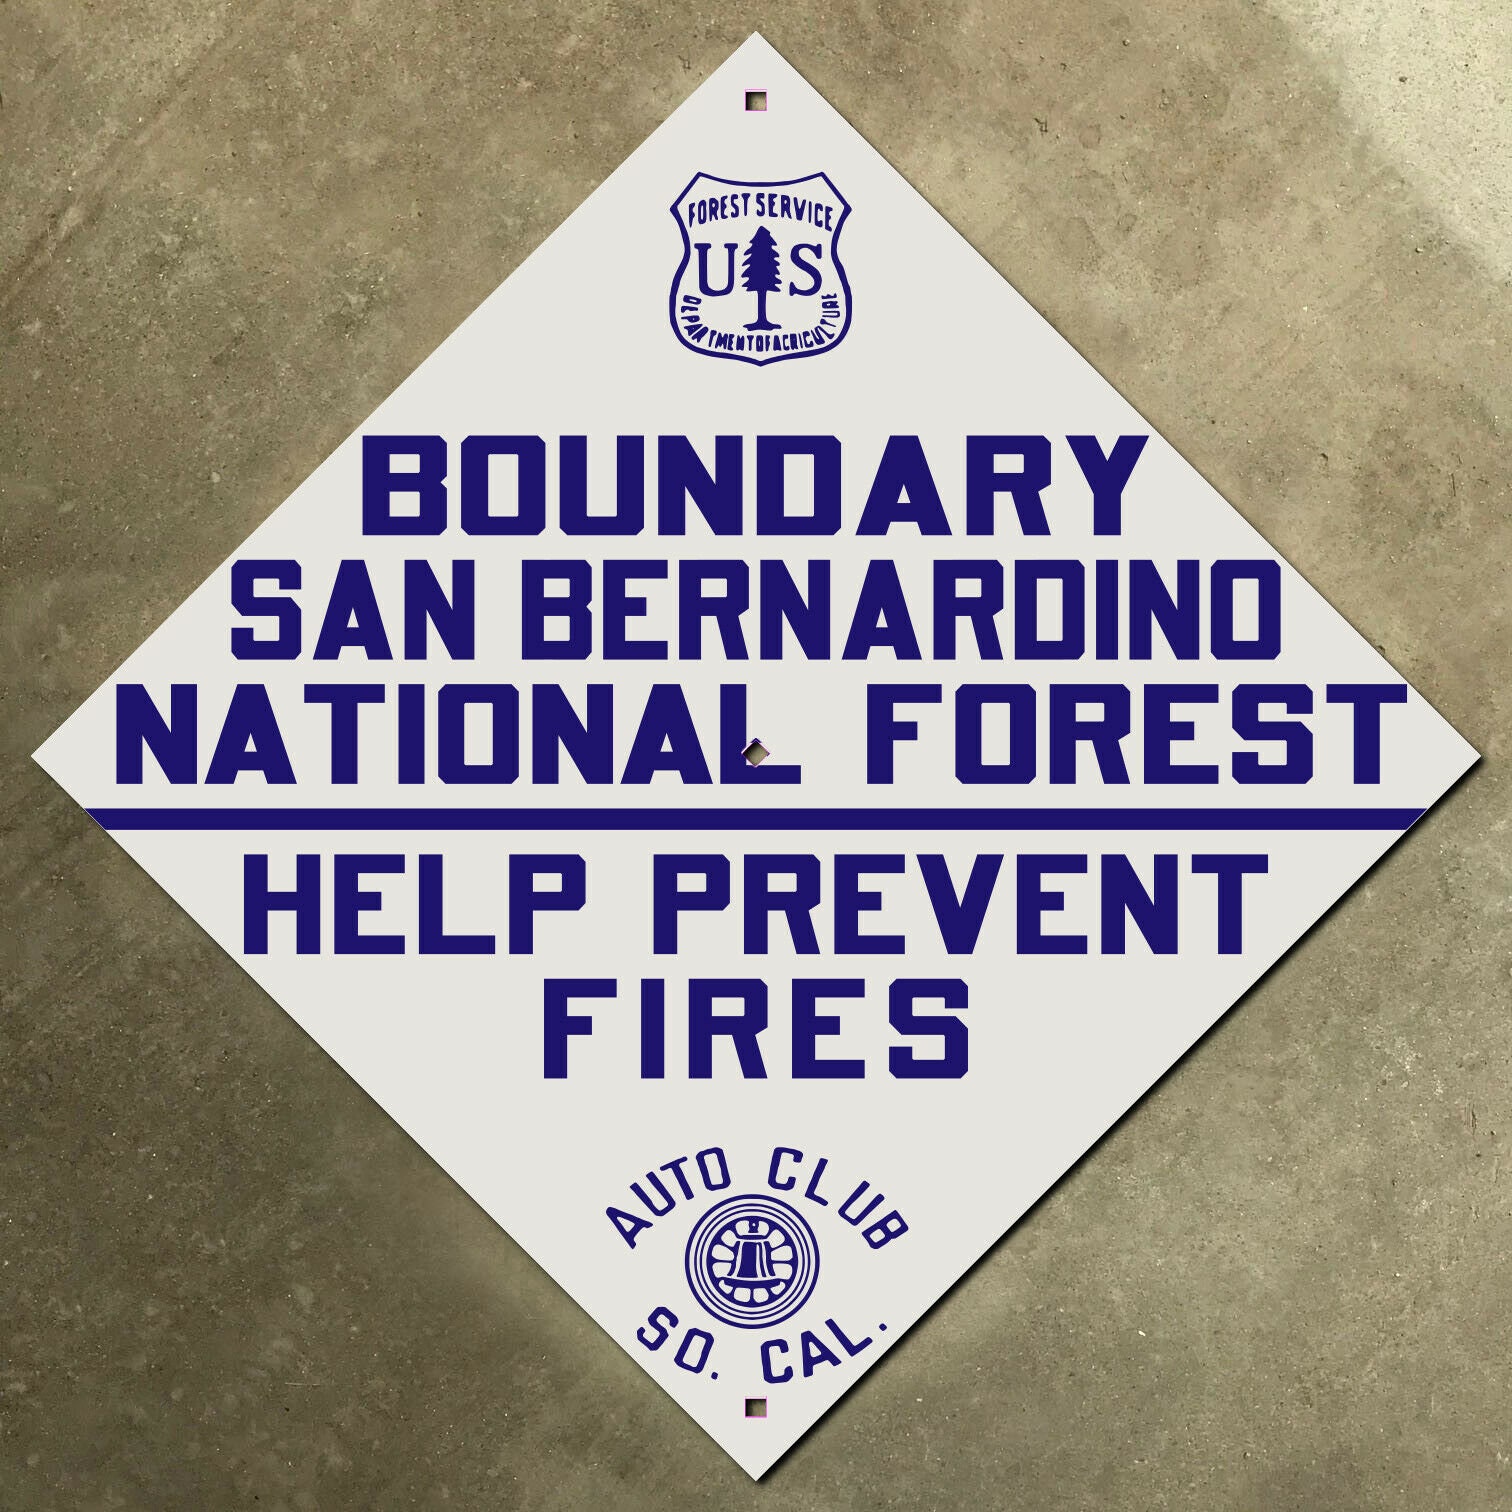 FOREST SERVICE
U S
DEPARTMENT OF AGRICULTURE
BOUNDARY
SAN BERNARDINO
NATIONAL FOREST
HELP PREVENT
FIRES
AUTO CLUB
SO. CAL.